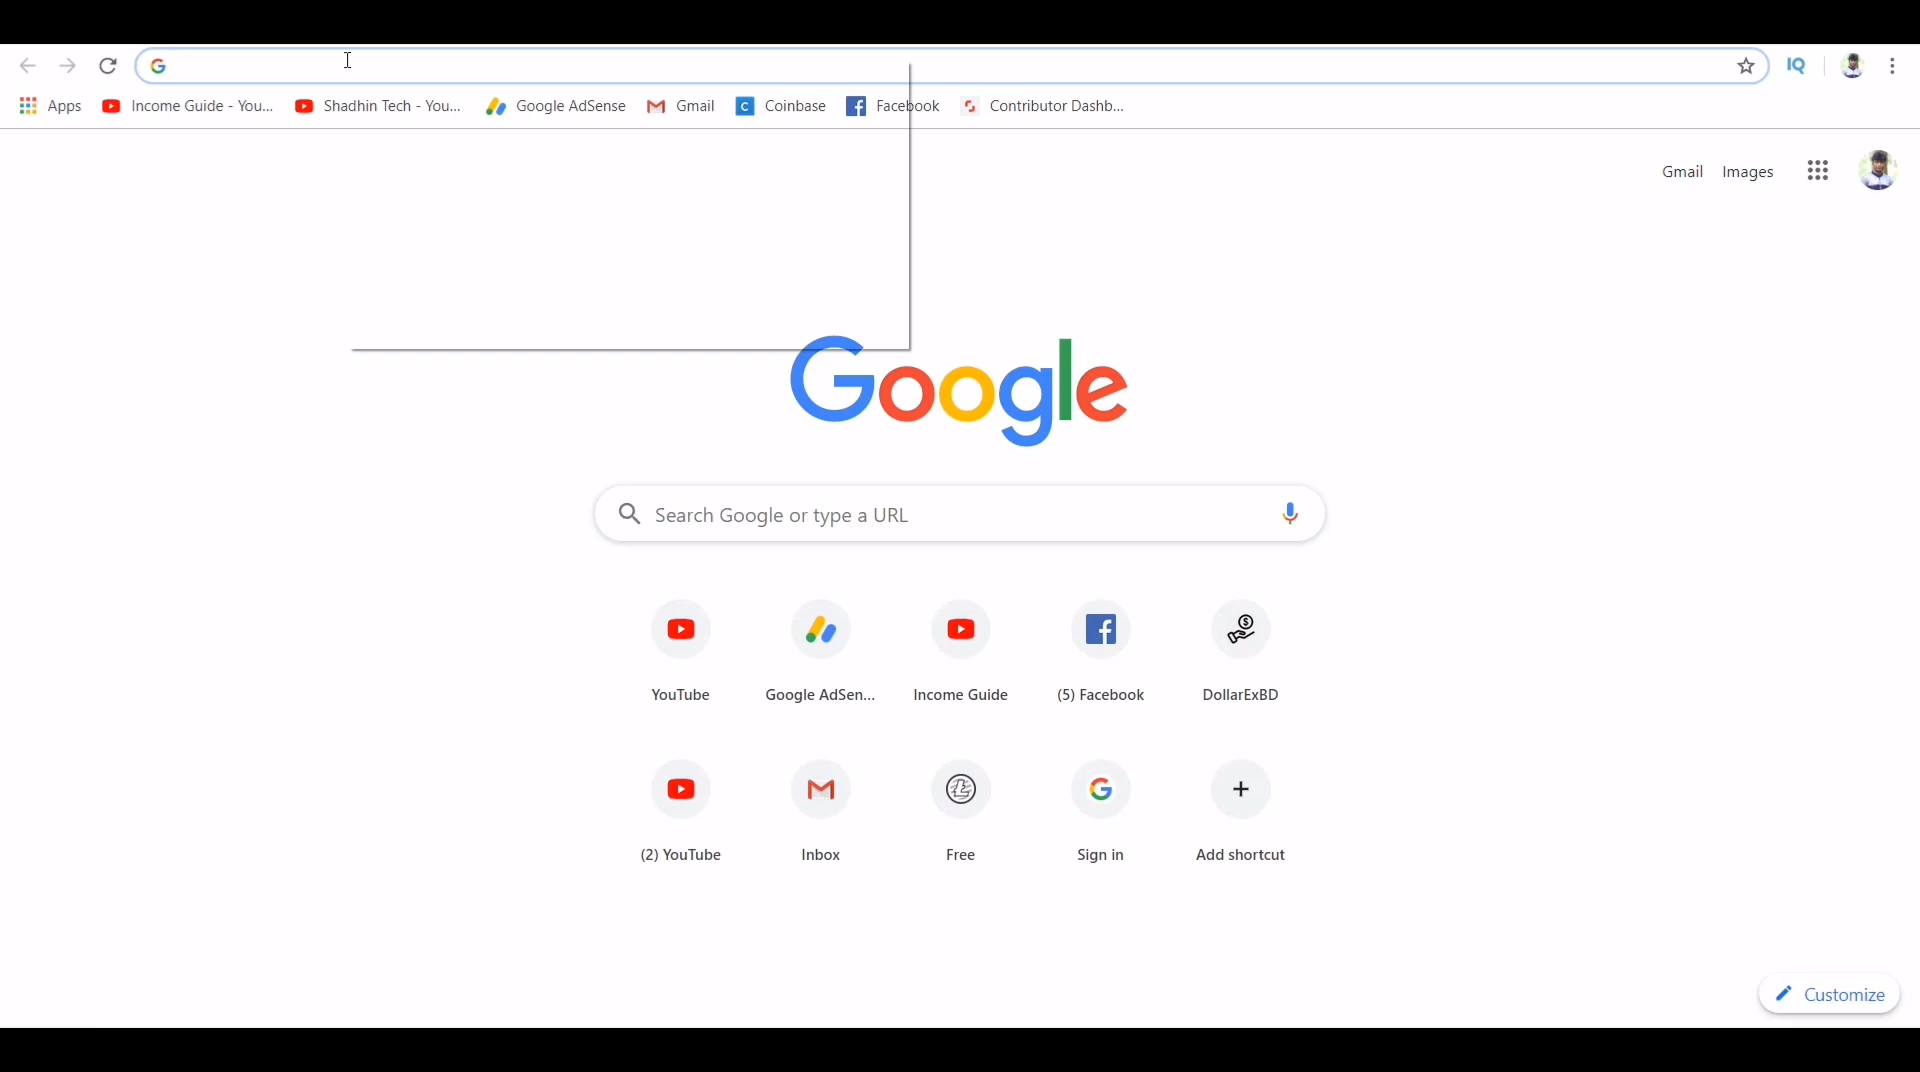 IQ
Apps Income Guide - You... Shadhin Tech - You... Google AdSense Gmail Coinbase Facebook Contributor Dashb...
Gmail Images
Google
Search Google or type a URL
YouTube Google AdSen... Income Guide (5) Facebook DollarExBD
(2) YouTube Inbox Free Sign in Add shortcut
Customize